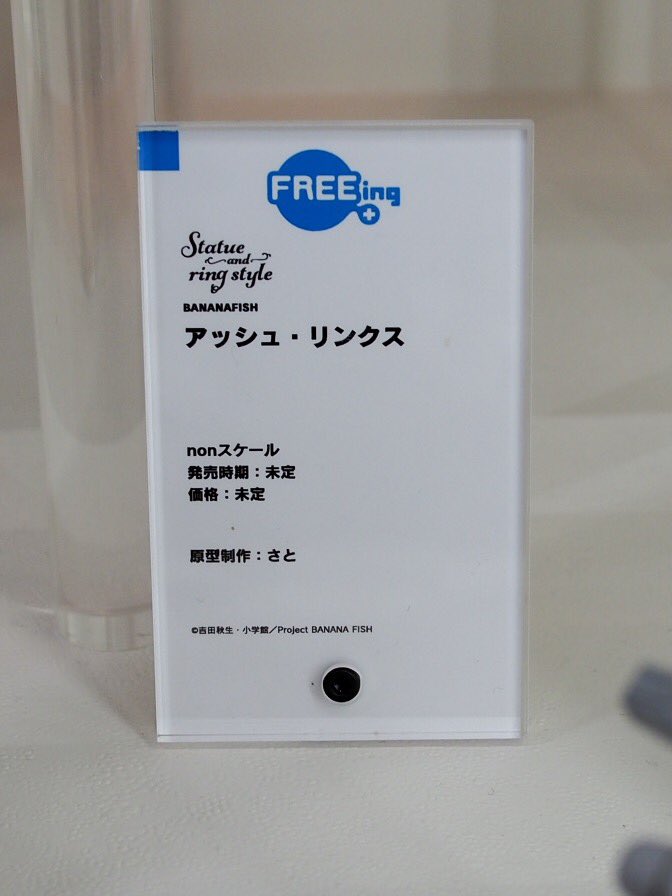 FREEing
Statue
and
ring style
BANANAFISH
アッシュ・リンクス
nonスケール
発売時期：未定
価格：未定
原型制作：さと
©吉田秋生・小学館／Project BANANA FISH